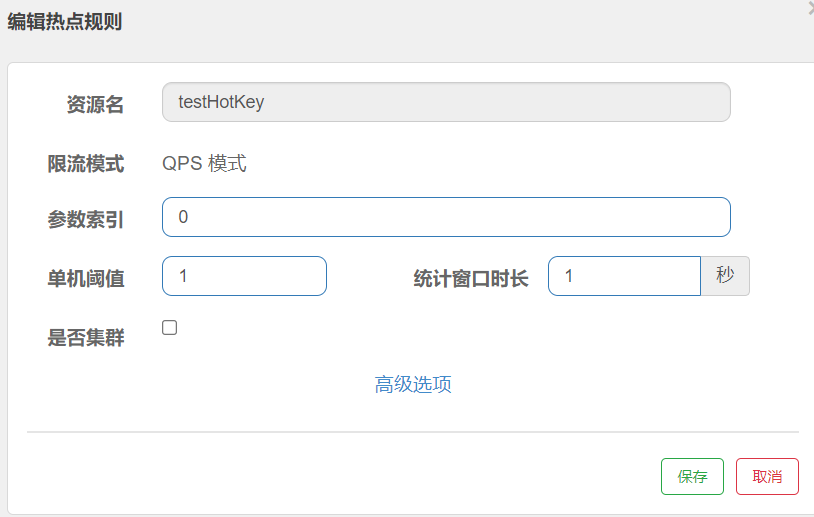 编辑热点规则
资源名 testHotKey
限流模式 QPS 模式
参数索引 0
单机阈值 1 统计窗口时长 1 秒
是否集群
高级选项
保存 取消